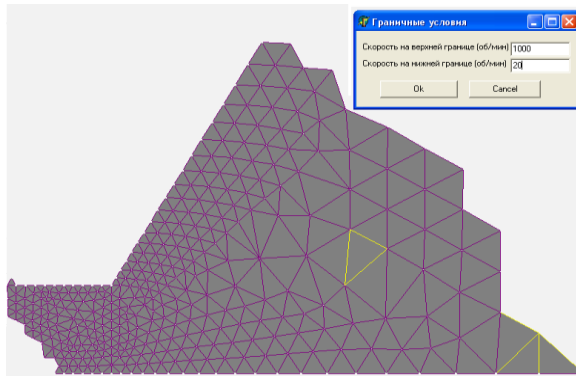 Граничные условия
Скорость на верхней границе (об/мин) 1000
Скорость на нижней границе (об/мин) 20
Ok Cancel